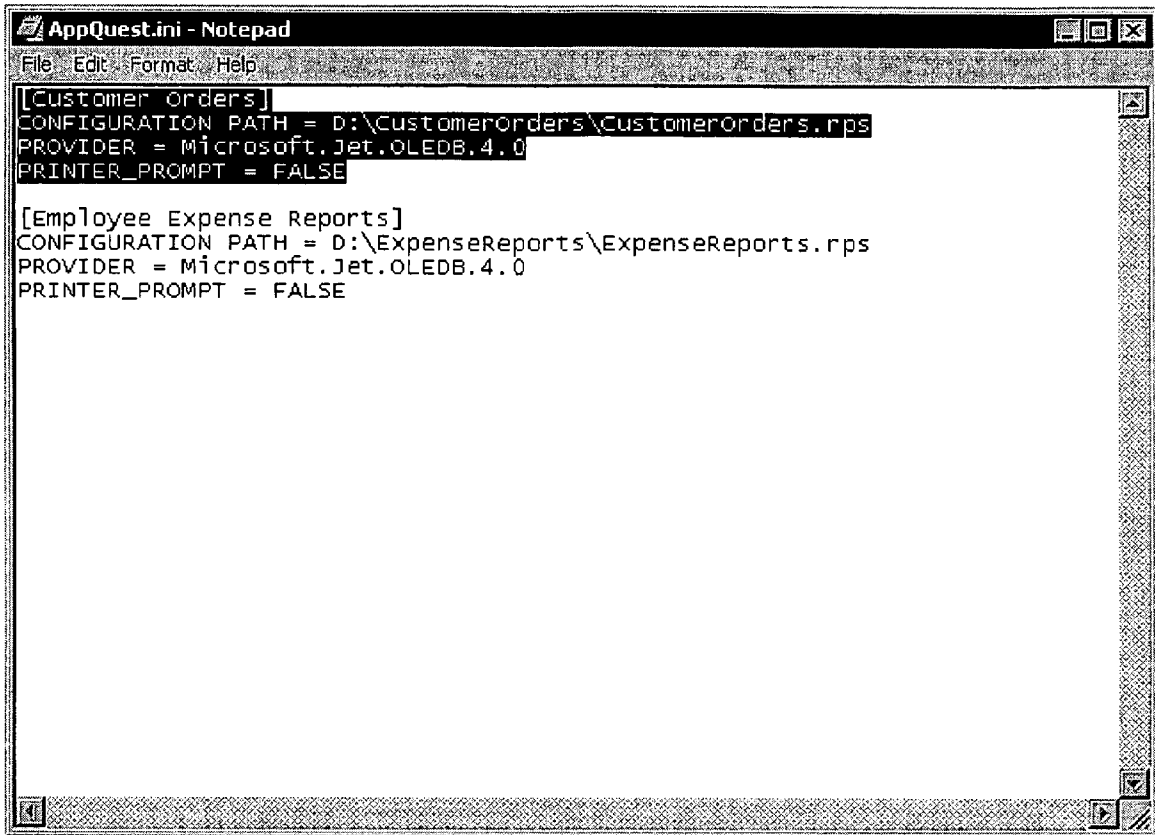 AppQuest.ini - Notepad
File Edit Format Help
[Customer Orders]
CONFIGURATION PATH = D:\CustomerOrders\CustomerOrders.rps
PROVIDER = Microsoft.Jet.OLEDB.4.0
PRINTER_PROMPT = FALSE
[Employee Expense Reports]
CONFIGURATION PATH = D:\ExpenseReports\ExpenseReports.rps
PROVIDER = Microsoft.Jet.OLEDB.4.0
PRINTER_PROMPT = FALSE